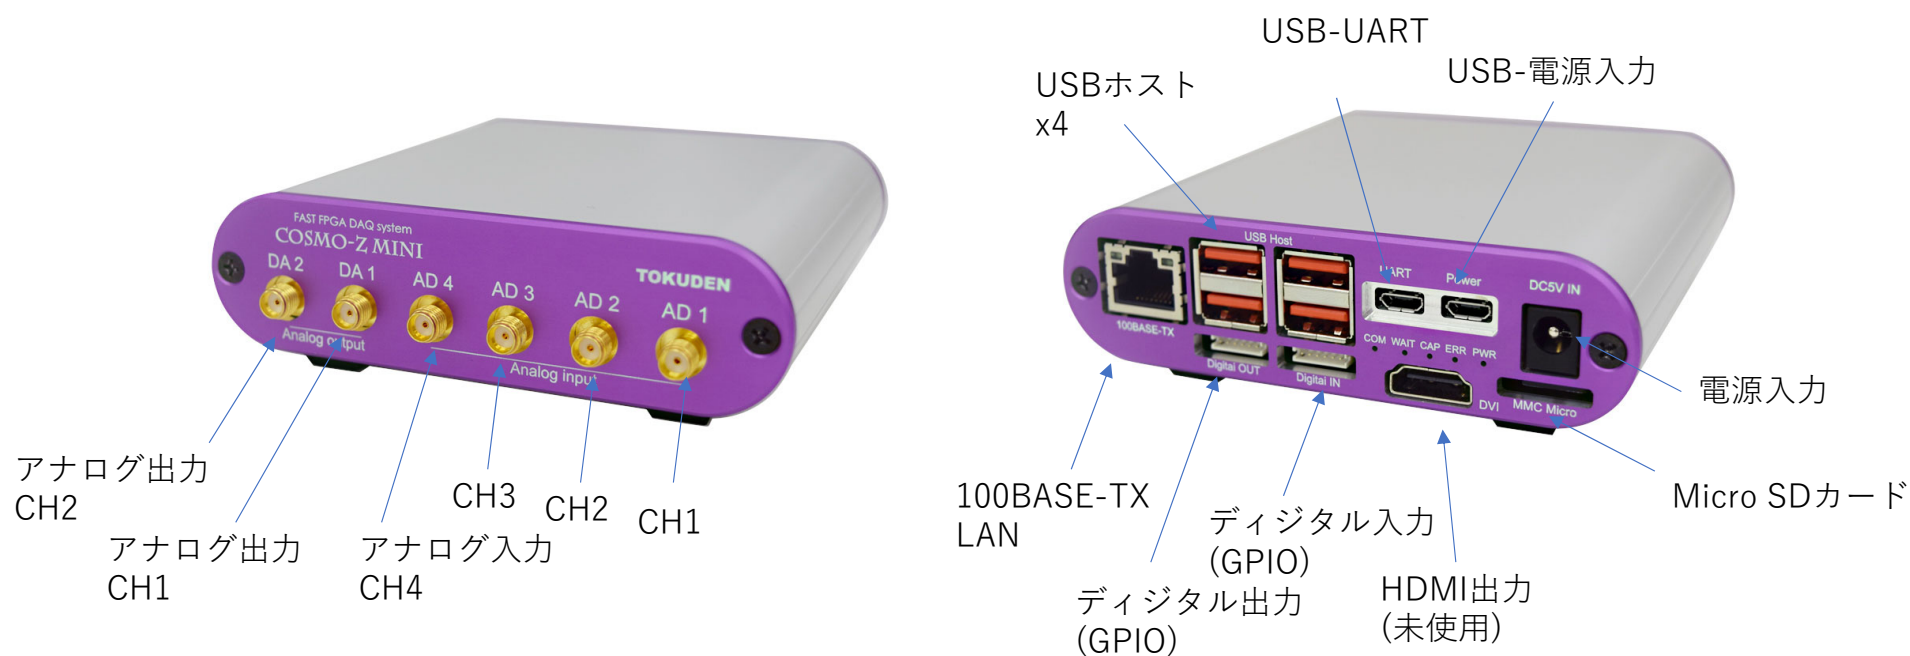 FAST FPGA DAQ system
COSMO-Z MINI
TOKUDEN
DA 2
DA 1
AD 4
AD 3
AD 2
AD 1
Analog output
Analog input
アナログ出力
CH2
アナログ出力
CH1
アナログ入力
CH4
CH3
CH2
CH1
USB-UART
USBホスト
x4
USB-電源入力
USB Host
UART
Power
DC5V IN
100BASE-TX
COM WAIT CAP ERR PWR
Digital OUT
Digital IN
DVI
MMC Micro
電源入力
100BASE-TX
LAN
ディジタル入力
(GPIO)
ディジタル出力
(GPIO)
HDMI出力
(未使用)
Micro SDカード